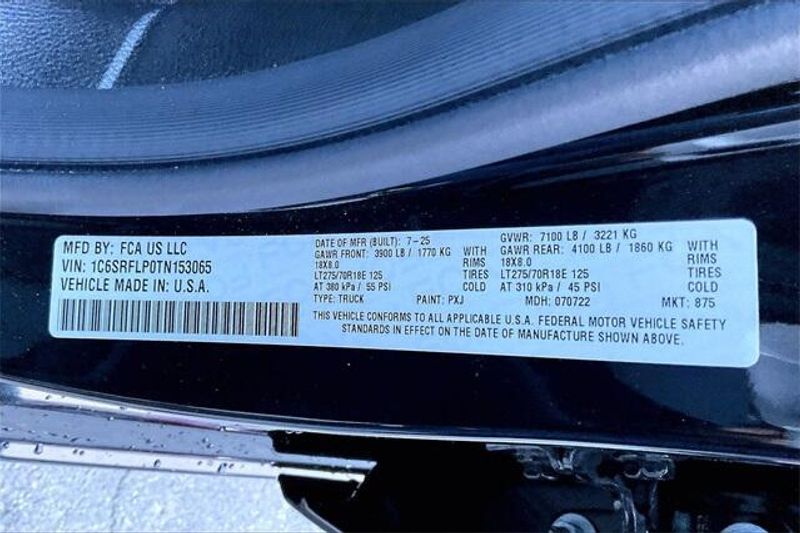 MFD BY: FCA US LLC
VIN: 1C6SRFLP0TN153065
VEHICLE MADE IN: U.S.A.
DATE OF MFR (BUILT): 7-25 GVWR: 7100 LB / 3221 KG
GAWR FRONT: 3900 LB / 1770 KG WITH GAWR REAR: 4100 LB / 1860 KG WITH
18X8.0 RIMS 18X8.0 RIMS
LT275/70R18E 125 TIRES LT275/70R18E 125 TIRES
AT 380 kPa / 55 PSI COLD AT 310 kPa / 45 PSI COLD
TYPE: TRUCK PAINT: PXJ MDH: 070722 MKT: 875
THIS VEHICLE CONFORMS TO ALL APPLICABLE U.S.A. FEDERAL MOTOR VEHICLE SAFETY
STANDARDS IN EFFECT ON THE DATE OF MANUFACTURE SHOWN ABOVE.